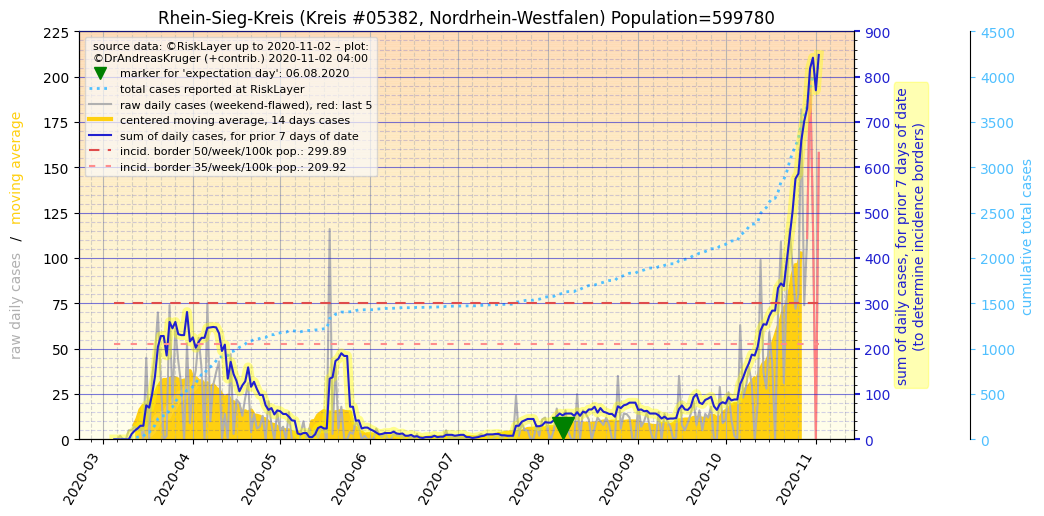 Rhein-Sieg-Kreis (Kreis #05382, Nordrhein-Westfalen) Population=599780
source data: ©RiskLayer up to 2020-11-02 – plot:
©DrAndreasKruger (+contrib.) 2020-11-02 04:00
marker for 'expectation day': 06.08.2020
total cases reported at RiskLayer
raw daily cases (weekend-flawed), red: last 5
centered moving average, 14 days cases
sum of daily cases, for prior 7 days of date
incid. border 50/week/100k pop.: 299.89
incid. border 35/week/100k pop.: 209.92
raw daily cases / moving average
225
200
175
150
125
100
75
50
25
0
2020-03
2020-04
2020-05
2020-06
2020-07
2020-08
2020-09
2020-10
2020-11
900
800
700
600
500
400
300
200
100
0
sum of daily cases, for prior 7 days of date
(to determine incidence borders)
4500
4000
3500
3000
2500
2000
1500
1000
500
0
cumulative total cases